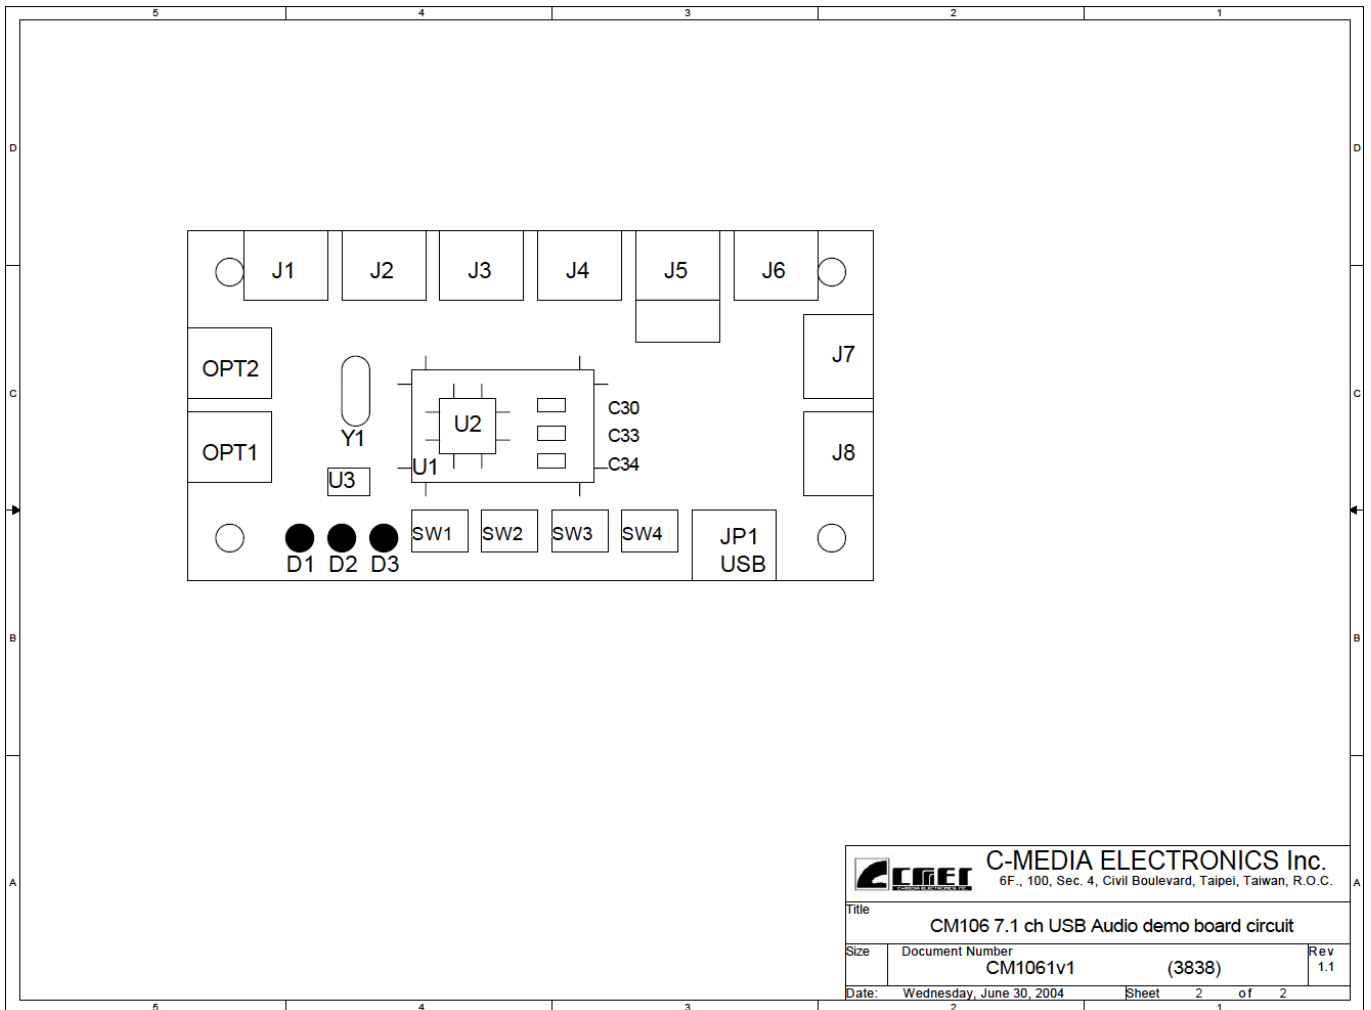 5 4 3 2 1
D D
J1 J2 J3 J4 J5 J6
J7
OPT2
C C
C30
U2
Y1 C33
OPT1 J8
U1 C34
U3
SW1 SW2 SW3 SW4 JP1
D1 D2 D3 USB
B B
C-MEDIA ELECTRONICS Inc.
6F., 100, Sec. 4, Civil Boulevard, Taipei, Taiwan, R.O.C.
A A
CMEI
Title
CM106 7.1 ch USB Audio demo board circuit
Size Document Number Rev
CM1061v1 (3838) 1.1
Date: Wednesday, June 30, 2004 Sheet 2 of 2
5 4 3 2 1